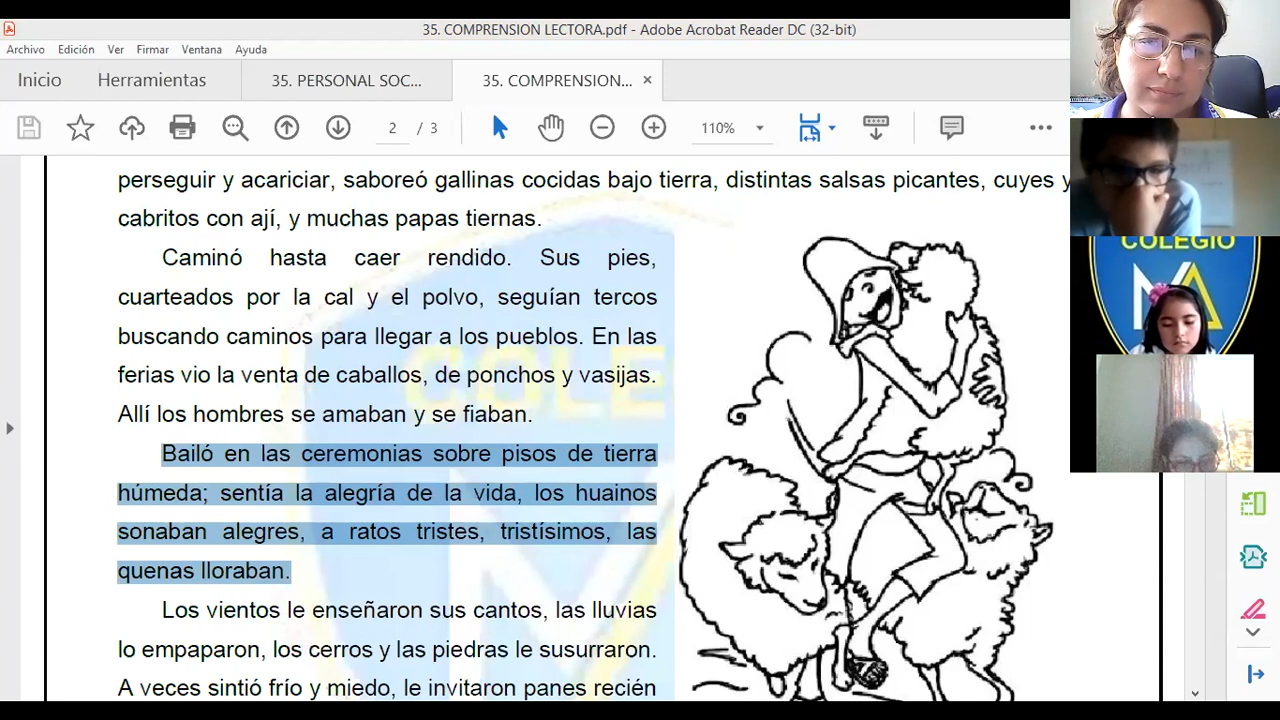 35. COMPRENSION LECTORA.pdf - Adobe Acrobat Reader DC (32-bit)
Archivo Edición Ver Firmar Ventana Ayuda
Inicio Herramientas 35. PERSONAL SOC... 35. COMPRENSION... ×
2 / 3 110%
perseguir y acariciar, saboreó gallinas cocidas bajo tierra, distintas salsas picantes, cuyes y
cabritos con ají, y muchas papas tiernas.
Caminó hasta caer rendido. Sus pies,
cuarteados por la cal y el polvo, seguían tercos
buscando caminos para llegar a los pueblos. En las
ferias vio la venta de caballos, de ponchos y vasijas.
Allí los hombres se amaban y se fiaban.
Bailó en las ceremonias sobre pisos de tierra
húmeda; sentía la alegría de la vida, los huainos
sonaban alegres, a ratos tristes, tristísimos, las
quenas lloraban.
Los vientos le enseñaron sus cantos, las lluvias
lo empaparon, los cerros y las piedras le susurraron.
A veces sintió frío y miedo, le invitaron panes recién
COLEGIO